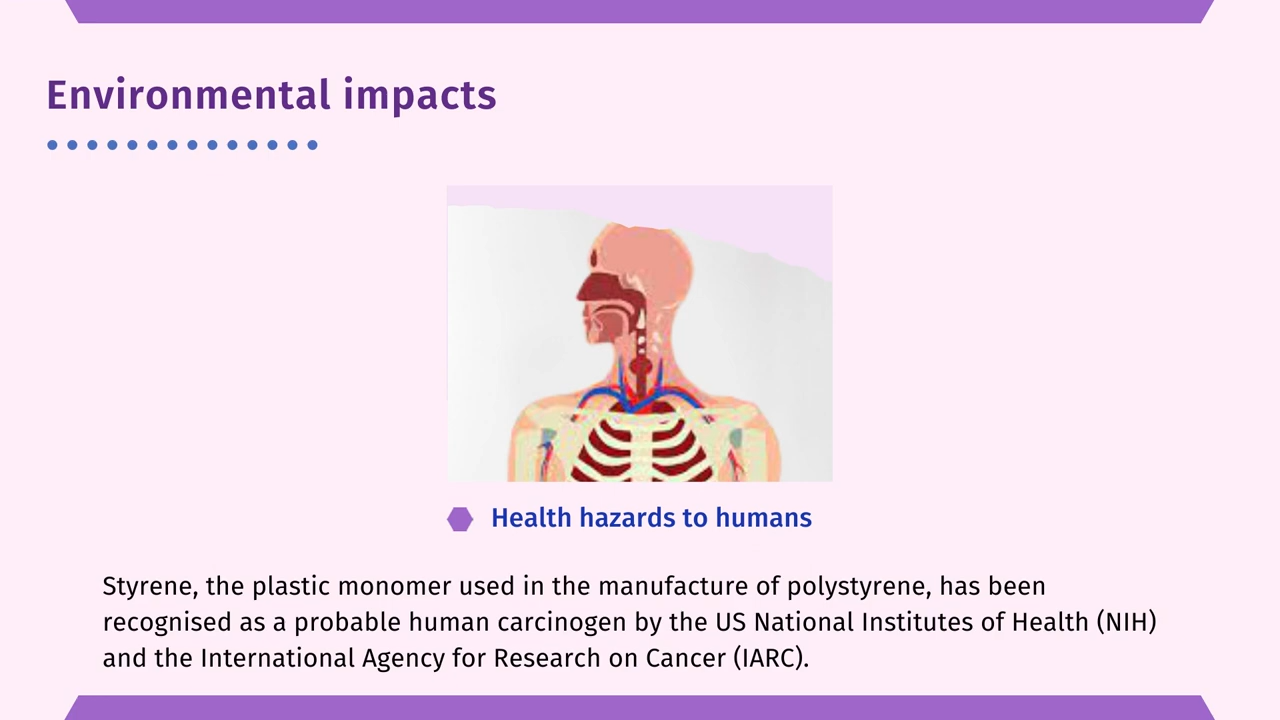 Environmental impacts
Health hazards to humans
Styrene, the plastic monomer used in the manufacture of polystyrene, has been
recognised as a probable human carcinogen by the US National Institutes of Health (NIH)
and the International Agency for Research on Cancer (IARC).